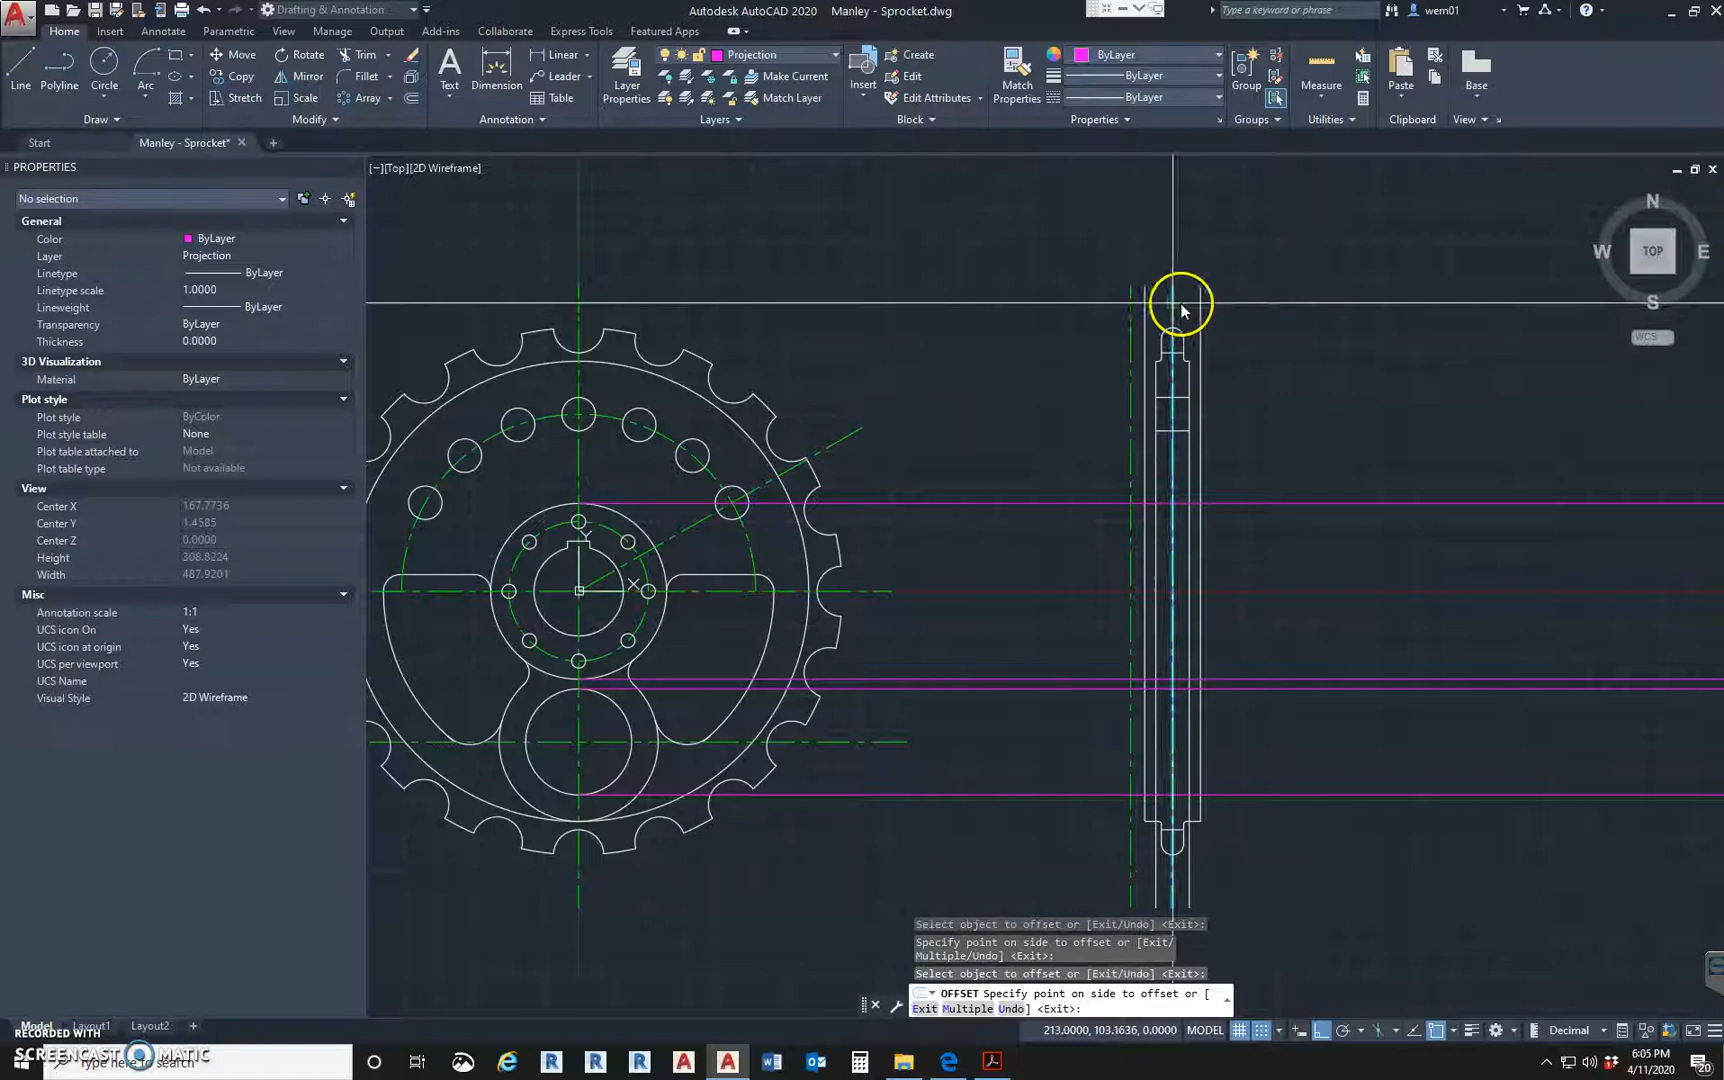 Autodesk AutoCAD 2020 Manley - Sprocket.dwg
Drafting & Annotation
Type a keyword or phrase
wem01
Home Insert Annotate Parametric View Manage Output Add-ins Collaborate Express Tools Featured Apps
Line Polyline Circle Arc
Move Rotate Trim
Copy Mirror Fillet
Stretch Scale Array
Text Dimension
Linear
Leader
Table
Layer Properties
Projection
Make Current
Match Layer
Insert
Create
Edit
Edit Attributes
Match Properties
ByLayer
ByLayer
ByLayer
Group Measure Paste Base
Draw Modify Annotation Layers Block Properties Groups Utilities Clipboard View
Start Manley - Sprocket*
PROPERTIES
[−][Top][2D Wireframe]
No selection
General
Color ByLayer
Layer Projection
Linetype ByLayer
Linetype scale 1.0000
Lineweight ByLayer
Transparency ByLayer
Thickness 0.0000
3D Visualization
Material ByLayer
Plot style
Plot style ByColor
Plot style table None
Plot table attached to Model
Plot table type Not available
View
Center X 167.7736
Center Y 1.4585
Center Z 0.0000
Height 308.8224
Width 487.9201
Misc
Annotation scale 1:1
UCS icon On Yes
UCS icon at origin Yes
UCS per viewport Yes
UCS Name
Visual Style 2D Wireframe
N
W TOP E
S
WCS
Y
X
Select object to offset or [Exit/Undo] <Exit>:
Specify point on side to offset or [Exit/
Multiple/Undo] <Exit>:
Select object to offset or [Exit/Undo] <Exit>:
OFFSET Specify point on side to offset or [
Exit Multiple Undo] <Exit>:
Model Layout1 Layout2
213.0000, 103.1636, 0.0000 MODEL
Decimal
RECORDED WITH
SCREENCAST MATIC
Type here to search
6:05 PM
4/11/2020
20